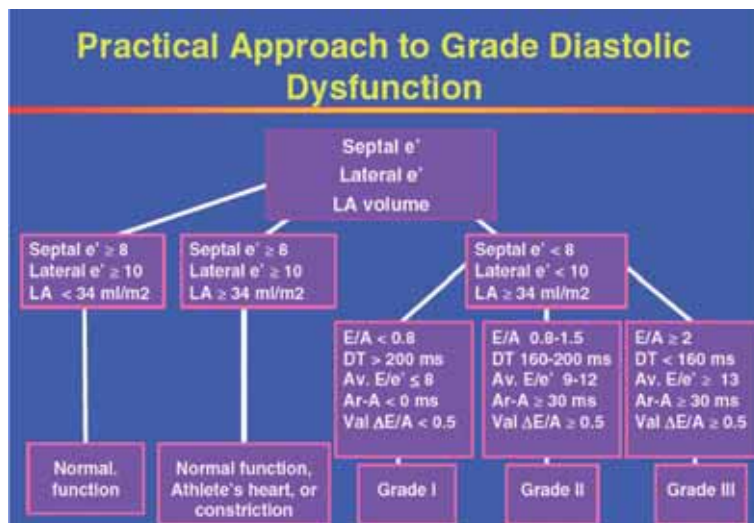 Practical Approach to Grade Diastolic
Dysfunction
Septal e'
Lateral e'
LA volume
Septal e' ≥ 8
Lateral e' ≥ 10
LA < 34 ml/m2
Septal e' ≥ 8
Lateral e' ≥ 10
LA ≥ 34 ml/m2
Septal e' < 8
Lateral e' < 10
LA ≥ 34 ml/m2
E/A < 0.8
DT > 200 ms
Av. E/e' ≤ 8
Ar-A < 0 ms
Val ΔE/A < 0.5
E/A 0.8-1.5
DT 160-200 ms
Av. E/e' 9-12
Ar-A ≥ 30 ms
Val ΔE/A ≥ 0.5
E/A ≥ 2
DT < 160 ms
Av. E/e' ≥ 13
Ar-A ≥ 30 ms
Val ΔE/A ≥ 0.5
Normal.
function
Normal function,
Athlete's heart, or
constriction
Grade I
Grade II
Grade III